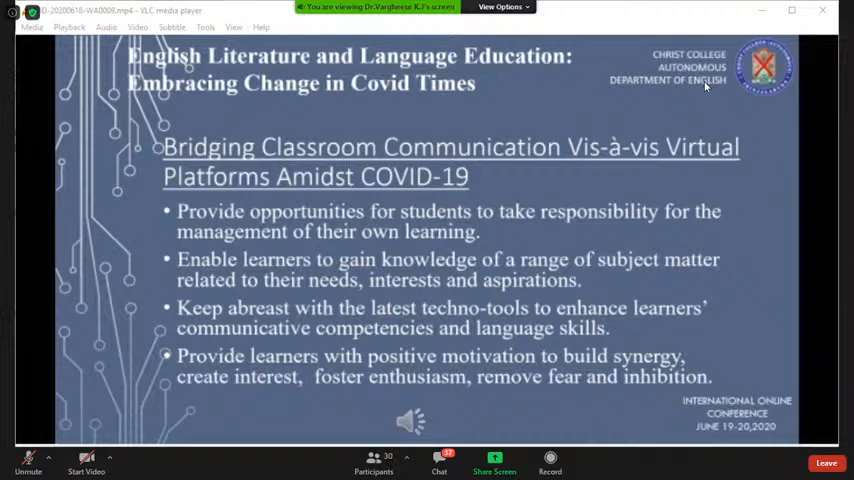 ID-20200618-WA0009.mp4 - VLC media player
You are viewing Dr.Vargheese K.J's screen
View Options
Media Playback Audio Video Subtitle Tools View Help
English Literature and Language Education:
Embracing Change in Covid Times
CHRIST COLLEGE
AUTONOMOUS
DEPARTMENT OF ENGLISH
Bridging Classroom Communication Vis-à-vis Virtual
Platforms Amidst COVID-19
• Provide opportunities for students to take responsibility for the
management of their own learning.
• Enable learners to gain knowledge of a range of subject matter
related to their needs, interests and aspirations.
• Keep abreast with the latest techno-tools to enhance learners'
communicative competencies and language skills.
• Provide learners with positive motivation to build synergy,
create interest, foster enthusiasm, remove fear and inhibition.
INTERNATIONAL ONLINE
CONFERENCE
JUNE 19-20,2020
30
37
Unmute
Start Video
Participants
Chat
Share Screen
Record
Leave